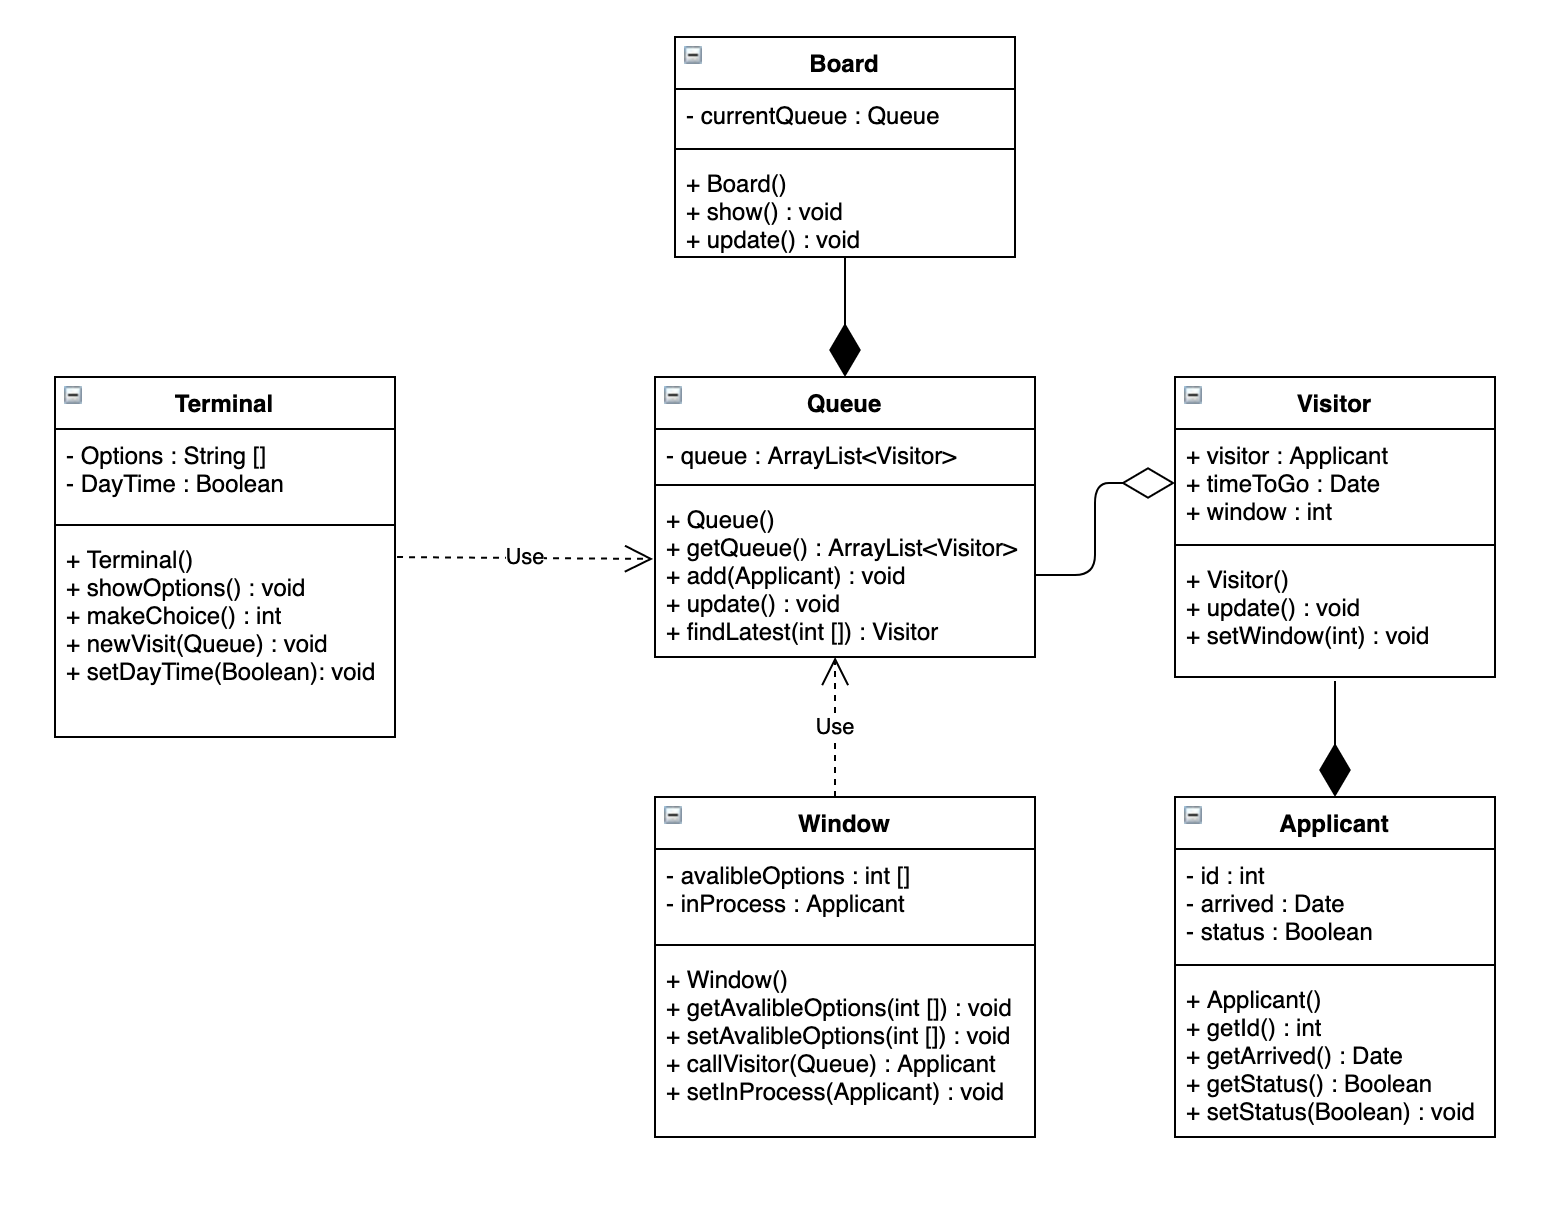 Board
- currentQueue : Queue
+ Board()
+ show() : void
+ update() : void
Terminal
- Options : String []
- DayTime : Boolean
+ Terminal()
+ showOptions() : void
+ makeChoice() : int
+ newVisit(Queue) : void
+ setDayTime(Boolean): void
Use
Queue
- queue : ArrayList<Visitor>
+ Queue()
+ getQueue() : ArrayList<Visitor>
+ add(Applicant) : void
+ update() : void
+ findLatest(int []) : Visitor
Visitor
+ visitor : Applicant
+ timeToGo : Date
+ window : int
+ Visitor()
+ update() : void
+ setWindow(int) : void
Use
Window
- avalibleOptions : int []
- inProcess : Applicant
+ Window()
+ getAvalibleOptions(int []) : void
+ setAvalibleOptions(int []) : void
+ callVisitor(Queue) : Applicant
+ setInProcess(Applicant) : void
Applicant
- id : int
- arrived : Date
- status : Boolean
+ Applicant()
+ getId() : int
+ getArrived() : Date
+ getStatus() : Boolean
+ setStatus(Boolean) : void